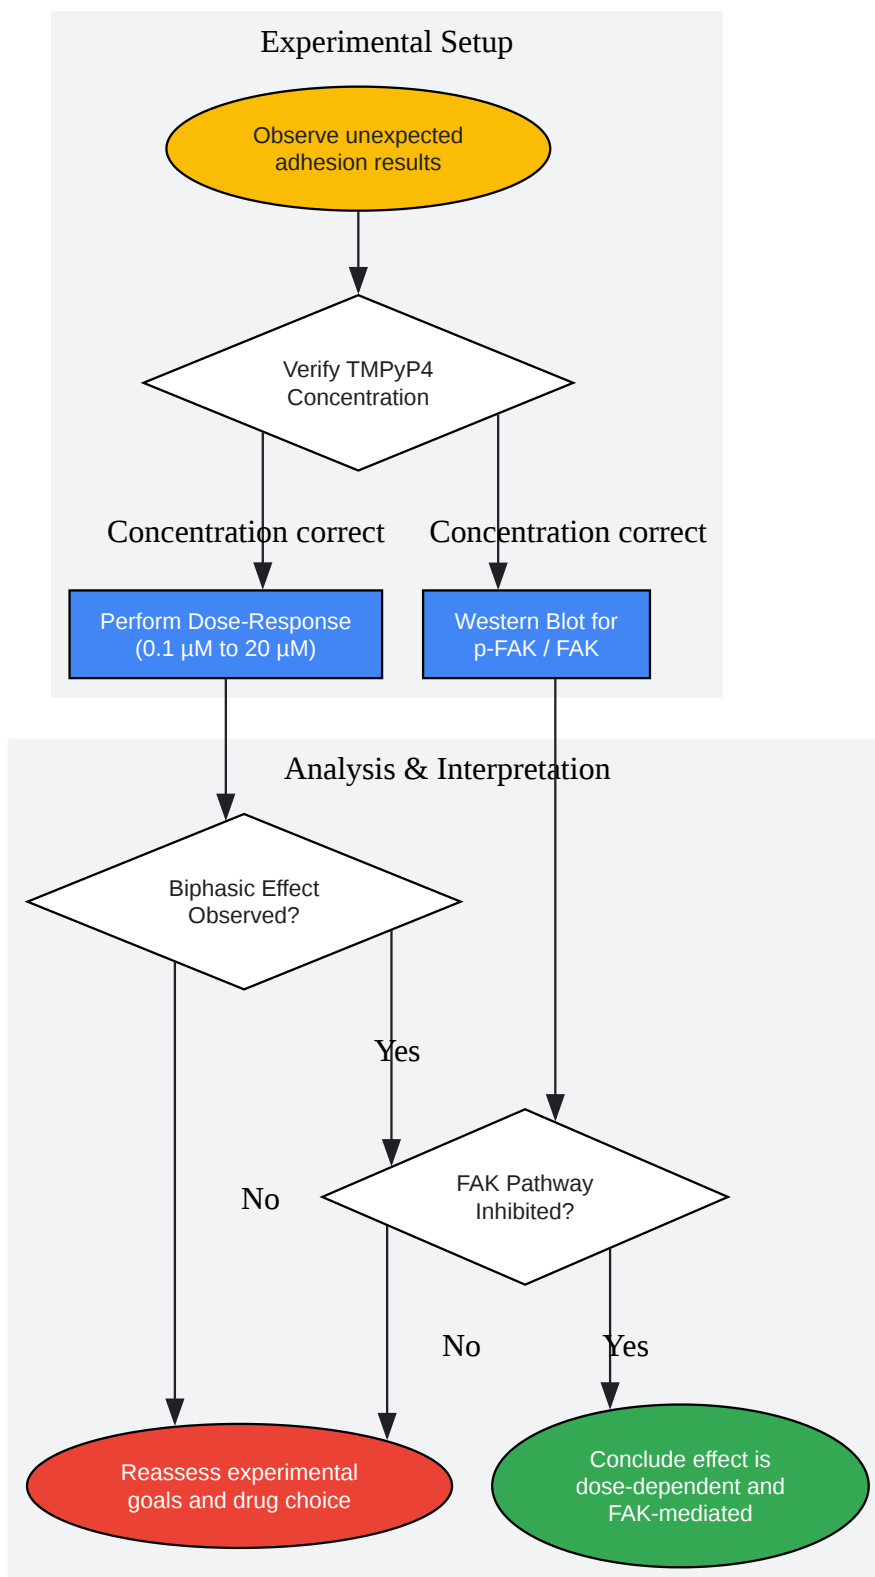 Experimental Setup
Observe unexpected
adhesion results
Verify TMPyP4
Concentration
Concentration correct
Concentration correct
Perform Dose-Response
(0.1 µM to 20 µM)
Western Blot for
p-FAK / FAK
Analysis & Interpretation
Biphasic Effect
Observed?
Yes
No
FAK Pathway
Inhibited?
No
Yes
Reassess experimental
goals and drug choice
Conclude effect is
dose-dependent and
FAK-mediated